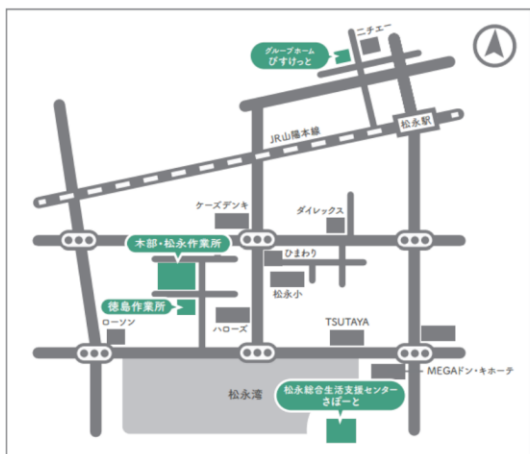 ニチエー
グループホーム
びすけっと
松永駅
JR山陽本線
ケーズデンキ
ダイレックス
木部・松永作業所
ひまわり
松永小
徳島作業所
ローソン
ハローズ
TSUTAYA
MEGAドン・キホーテ
松永湾
松永総合生活支援センター
さぽーと